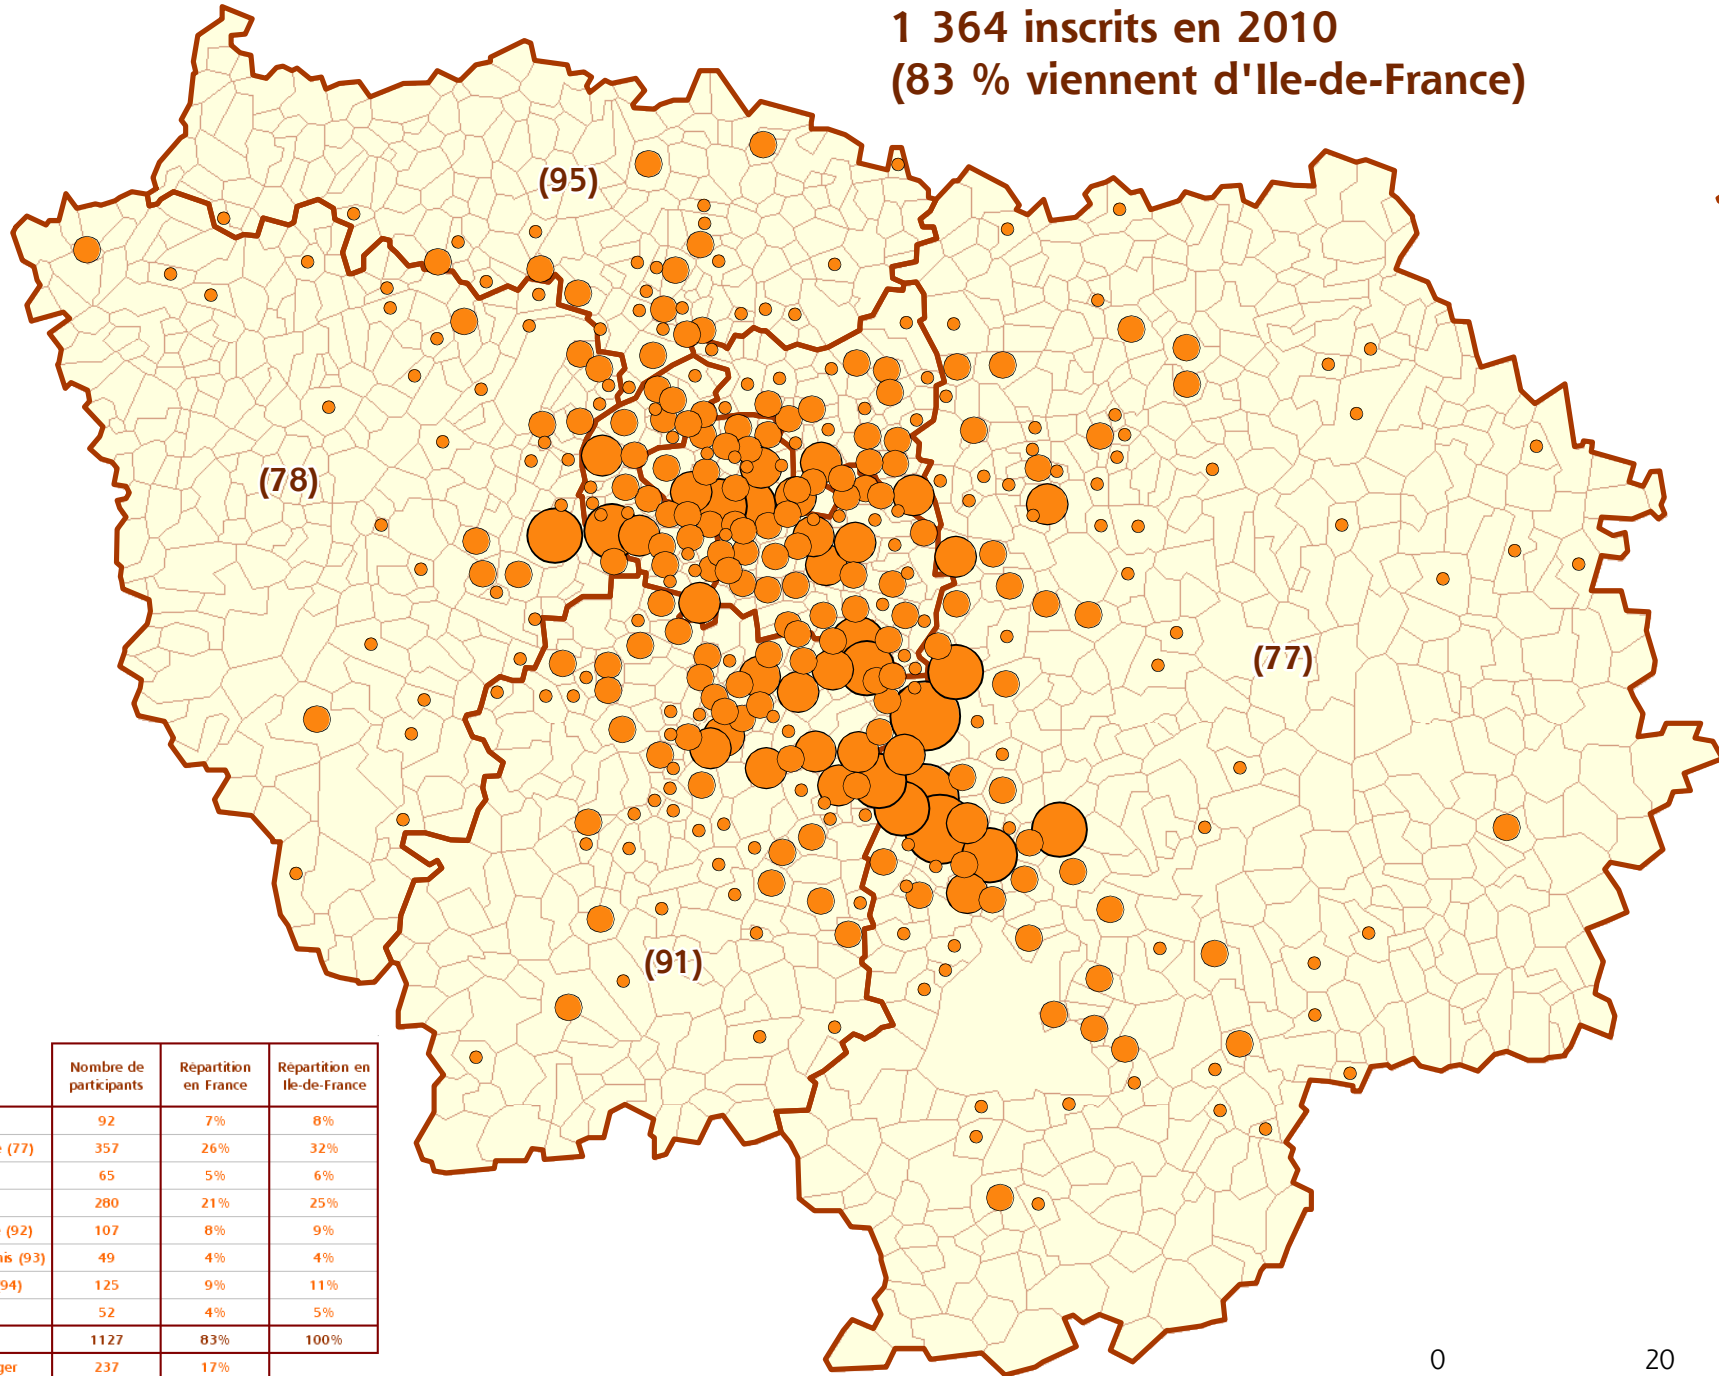 1 364 inscrits en 2010
(83 % viennent d'Ile-de-France)
(95)
(78)
(77)
(91)
Nombre de participants Répartition en France Répartition en Ile-de-France
92 7% 8%
(77) 357 26% 32%
65 5% 6%
280 21% 25%
(92) 107 8% 9%
(93) 49 4% 4%
94) 125 9% 11%
52 4% 5%
1127 83% 100%
237 17%
0 20